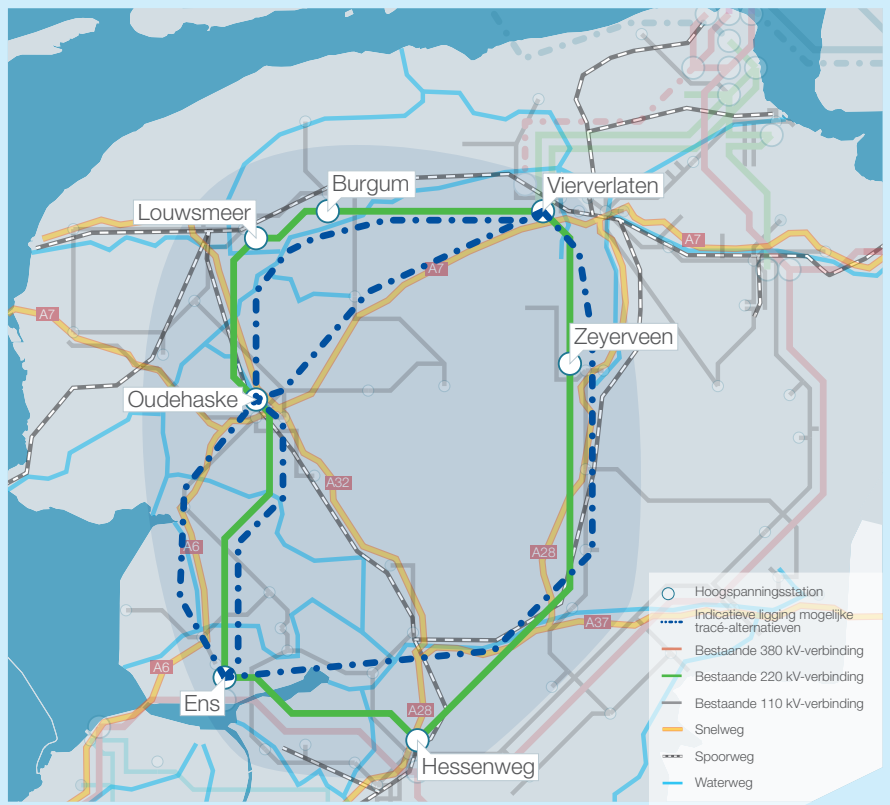 Burgum
Vierverlaten
Louwsmeer
A7
A7
A7
Zeyerveen
Oudehaske
A32
A6
A28
A37
A6
Ens
A28
Hessenweg
Hoogspanningsstation
Indicatieve ligging mogelijke
tracé-alternatieven
Bestaande 380 kV-verbinding
Bestaande 220 kV-verbinding
Bestaande 110 kV-verbinding
Snelweg
Spoorweg
Waterweg